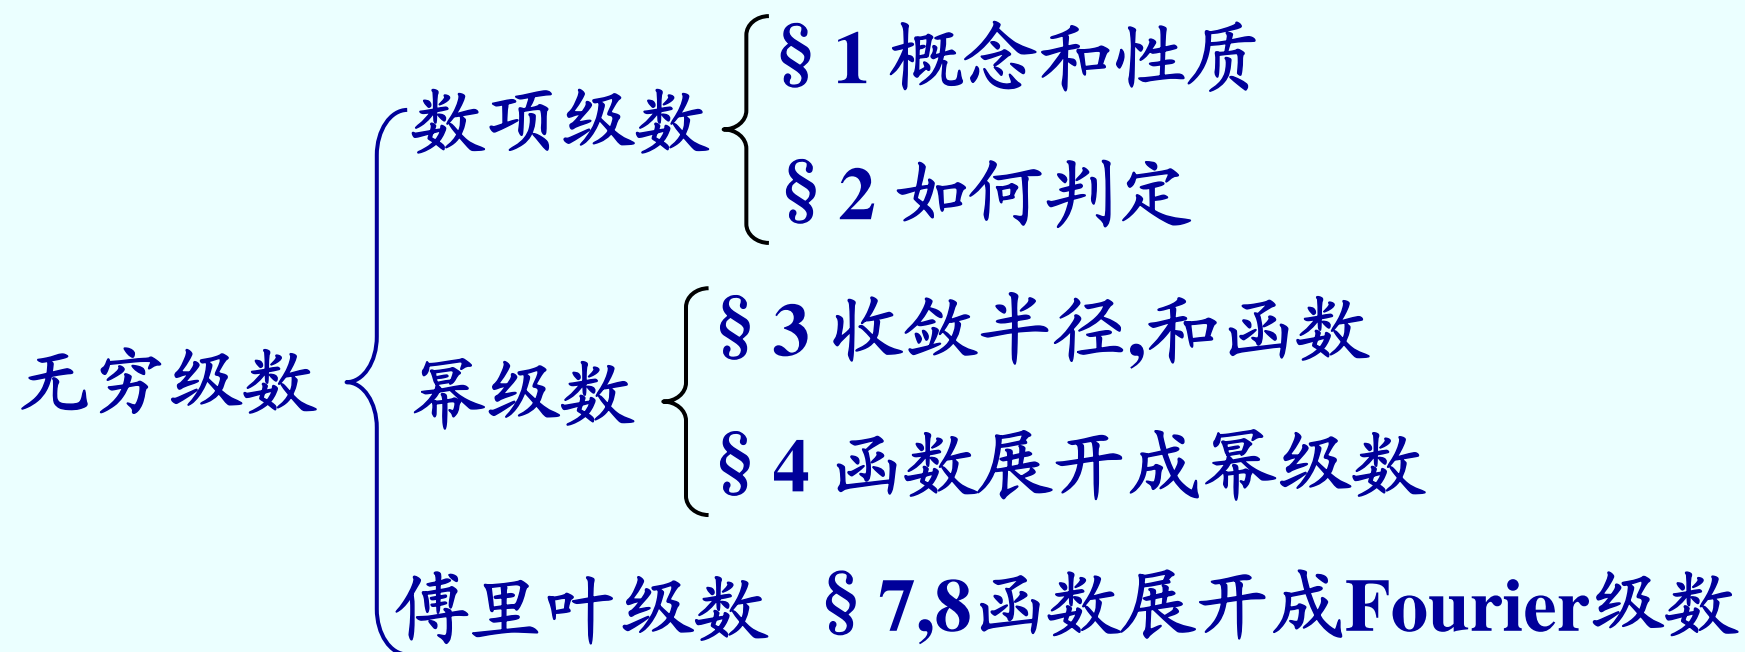 §1 概念和性质
数项级数
§2 如何判定
§3 收敛半径,和函数
无穷级数
幂级数
§4 函数展开成幂级数
傅里叶级数 §7,8函数展开成Fourier级数